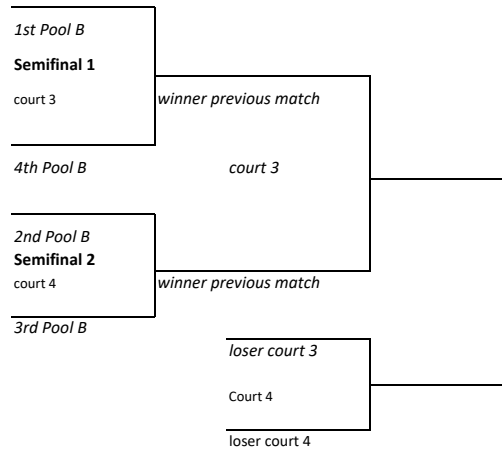 1st Pool B
Semifinal 1
court 3
winner previous match
4th Pool B
court 3
2nd Pool B
Semifinal 2
court 4
winner previous match
3rd Pool B
loser court 3
Court 4
loser court 4